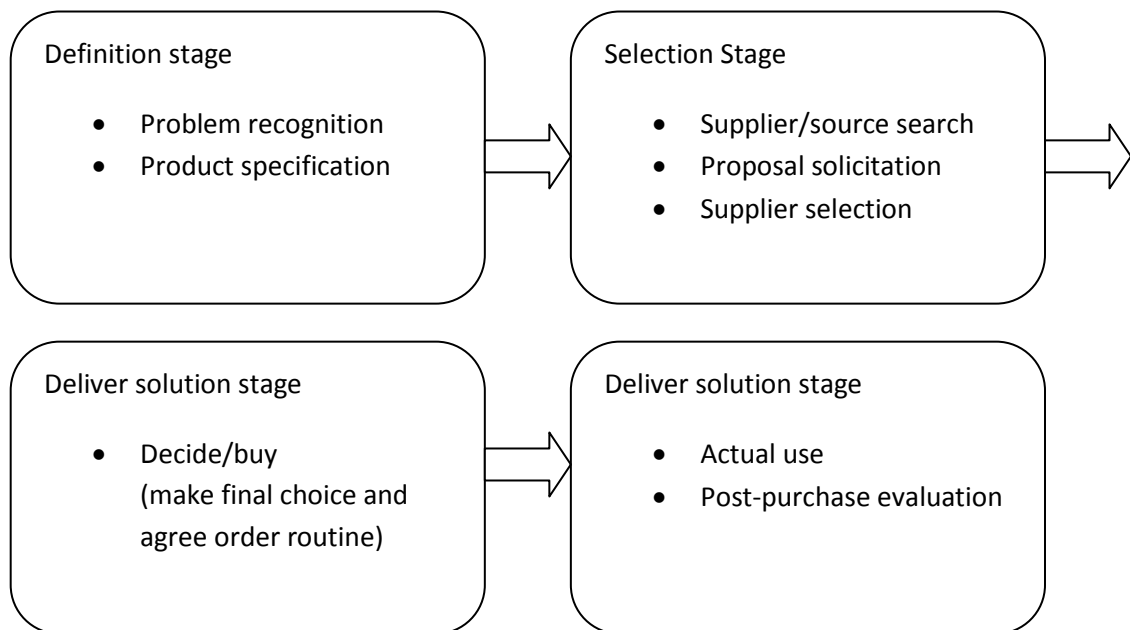 Definition stage
• Problem recognition
• Product specification
Selection Stage
• Supplier/source search
• Proposal solicitation
• Supplier selection
Deliver solution stage
• Decide/buy
(make final choice and
agree order routine)
Deliver solution stage
• Actual use
• Post-purchase evaluation